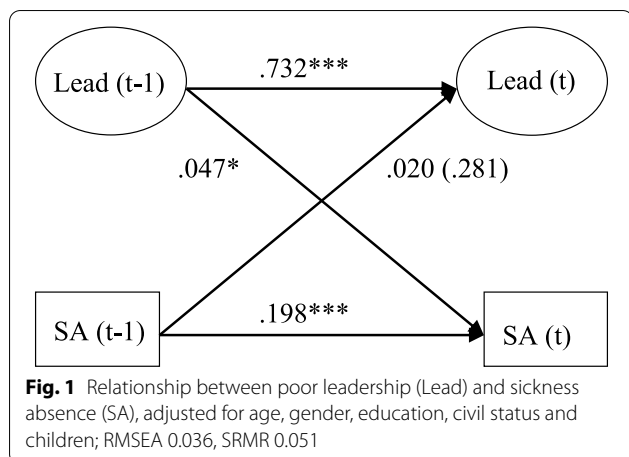 .732***
Lead (t-1)
Lead (t)
.047*
.020 (.281)
.198***
SA (t-1)
SA (t)
Fig. 1 Relationship between poor leadership (Lead) and sickness
absence (SA), adjusted for age, gender, education, civil status and
children; RMSEA 0.036, SRMR 0.051